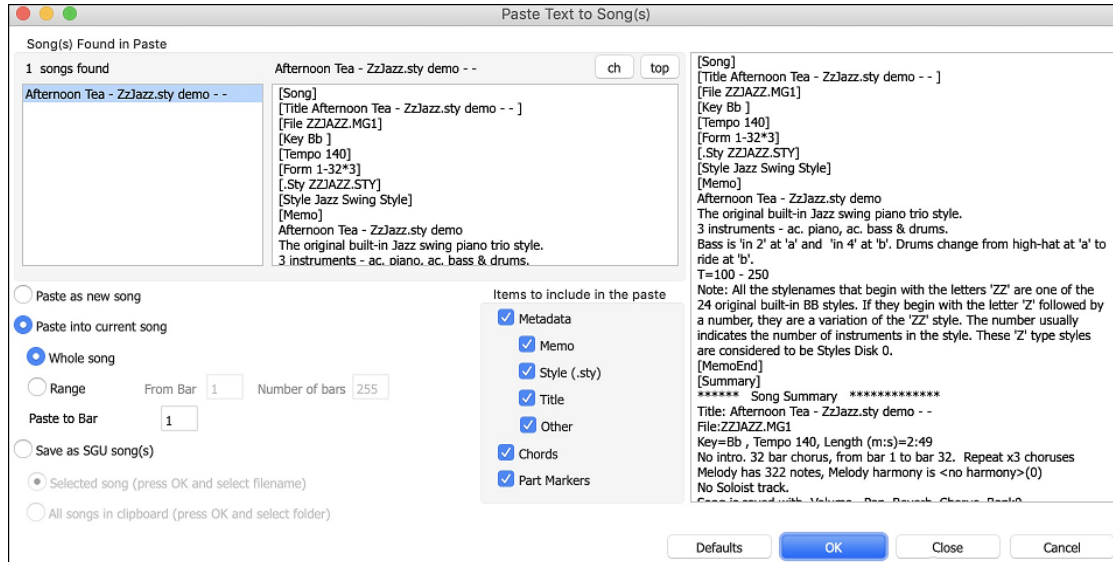 Paste Text to Song(s)
Song(s) Found in Paste
1 songs found
Afternoon Tea - ZzJazz.sty demo - -
ch
top
Afternoon Tea - ZzJazz.sty demo - -
[Song]
[Title Afternoon Tea - ZzJazz.sty demo - - ]
[File ZZJAZZ.MG1]
[Key Bb ]
[Tempo 140]
[Form 1-32*3]
[.Sty ZZJAZZ.STY]
[Style Jazz Swing Style]
[Memo]
Afternoon Tea - ZzJazz.sty demo
The original built-in Jazz swing piano trio style.
3 instruments - ac. piano, ac. bass & drums.
Paste as new song
Paste into current song
Whole song
Range
From Bar
1
Number of bars
255
Paste to Bar
1
Save as SGU song(s)
Selected song (press OK and select filename)
All songs in clipboard (press OK and select folder)
Items to include in the paste
Metadata
Memo
Style (.sty)
Title
Other
Chords
Part Markers
[Song]
[Title Afternoon Tea - ZzJazz.sty demo - - ]
[File ZZJAZZ.MG1]
[Key Bb ]
[Tempo 140]
[Form 1-32*3]
[.Sty ZZJAZZ.STY]
[Style Jazz Swing Style]
[Memo]
Afternoon Tea - ZzJazz.sty demo
The original built-in Jazz swing piano trio style.
3 instruments - ac. piano, ac. bass & drums.
Bass is 'in 2' at 'a' and  'in 4' at 'b'. Drums change from high-hat at 'a' to
ride at 'b'.
T=100 - 250
Note: All the stylenames that begin with the letters 'ZZ' are one of the
24 original built-in BB styles. If they begin with the letter 'Z' followed by
a number, they are a variation of the 'ZZ' style. The number usually
indicates the number of instruments in the style. These 'Z' type styles
are considered to be Styles Disk 0.
[MemoEnd]
[Summary]
****** Song Summary *************
Title: Afternoon Tea - ZzJazz.sty demo - -
File:ZZJAZZ.MG1
Key=Bb , Tempo 140, Length (m:s)=2:49
No intro. 32 bar chorus, from bar 1 to bar 32.  Repeat x3 choruses
Melody has 322 notes, Melody harmony is <no harmony>(0)
No Soloist track.
Song is saved with Volume Pan Reverb Chorus
Defaults
OK
Close
Cancel